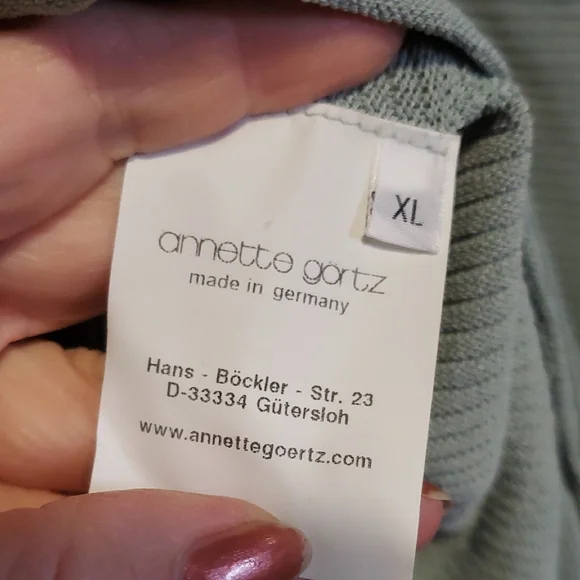 XL
annette görtz
made in germany
Hans - Böckler - Str. 23
D-33334 Gütersloh
www.annettegoertz.com